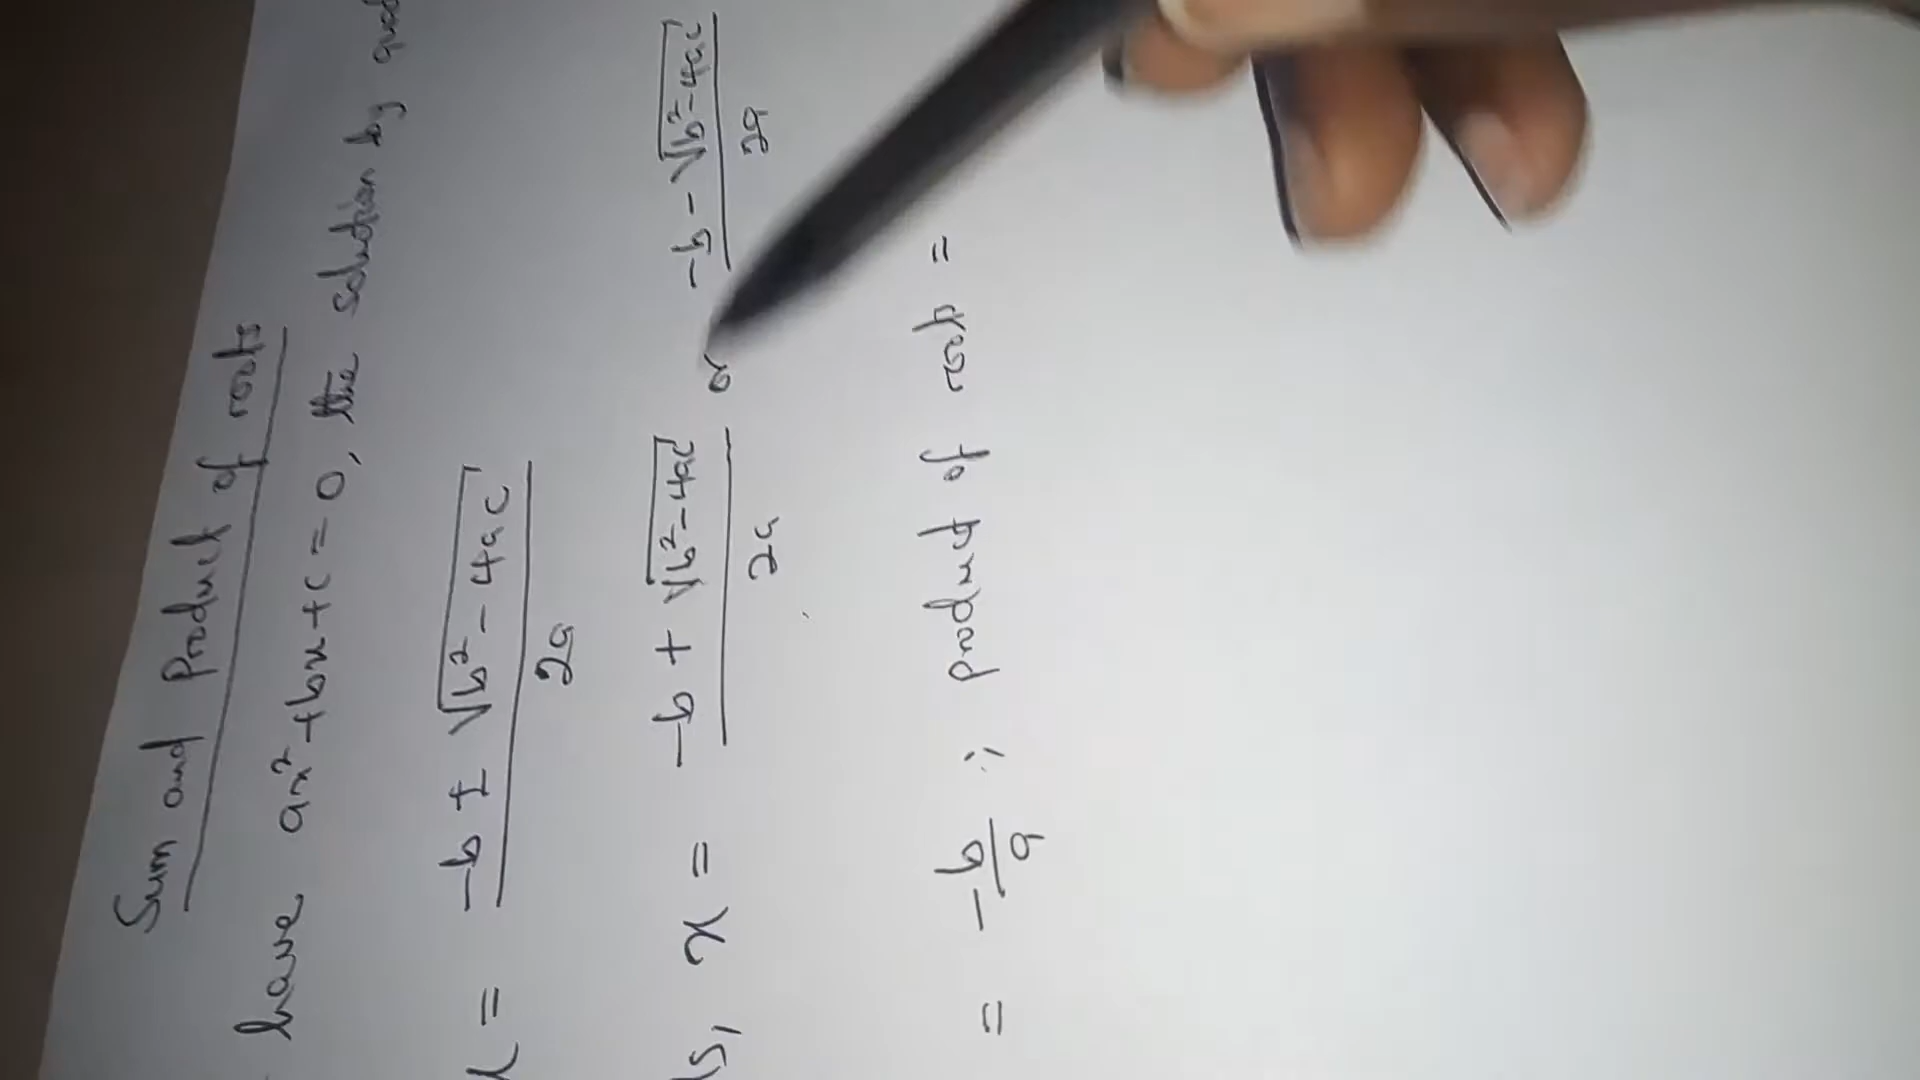 Sum and Product of roots
have ax²+bx+c=0, the solution by
x = -b ± √b²-4ac / 2a
s, x = -b + √b²-4ac / 2a or -b - √b²-4ac / 2a
= -b/a ; product of roots =